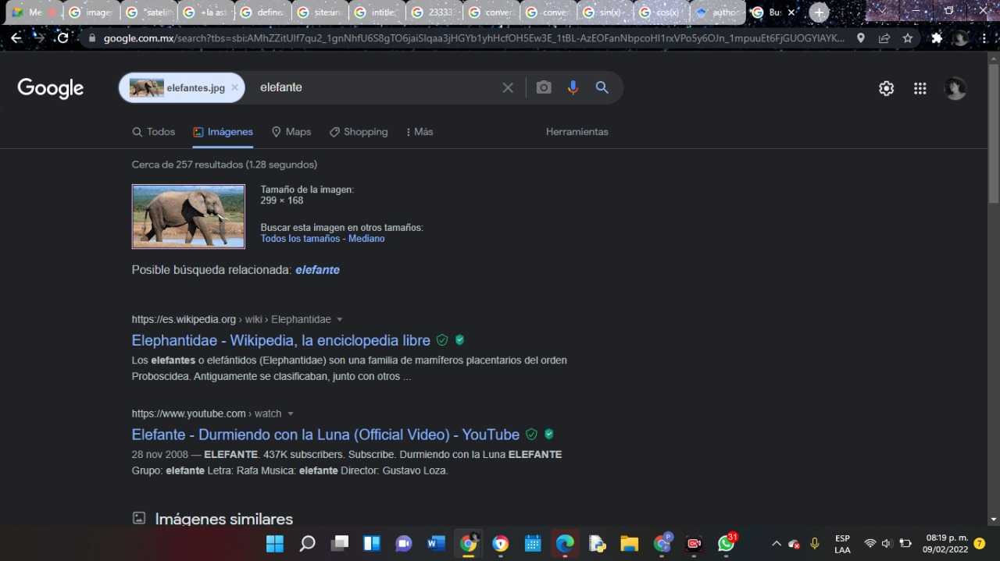 Me
image
"satelit
+la ast
define
site:un
intitle:
23333
conver
conver
sin(x)
cos(x)
author
Bus
google.com.mx/search?tbs=sbi:
Google
elefantes.jpg
elefante
Todos
Imágenes
Maps
Shopping
Más
Herramientas
Cerca de 257 resultados (1.28 segundos)
Tamaño de la imagen:
299 × 168
Buscar esta imagen en otros tamaños:
Todos los tamaños - Mediano
Posible búsqueda relacionada: elefante
https://es.wikipedia.org › wiki › Elephantidae
Elephantidae - Wikipedia, la enciclopedia libre
Los elefantes o elefántidos (Elephantidae) son una familia de mamíferos placentarios del orden
Proboscidea. Antiguamente se clasificaban, junto con otros ...
https://www.youtube.com › watch
Elefante - Durmiendo con la Luna (Official Video) - YouTube
28 nov 2008 — ELEFANTE. 437K subscribers. Subscribe. Durmiendo con la Luna ELEFANTE
Grupo: elefante Letra: Rafa Musica: elefante Director: Gustavo Loza.
Imágenes similares
31
ESP
LAA
08:19 p. m.
09/02/2022
7